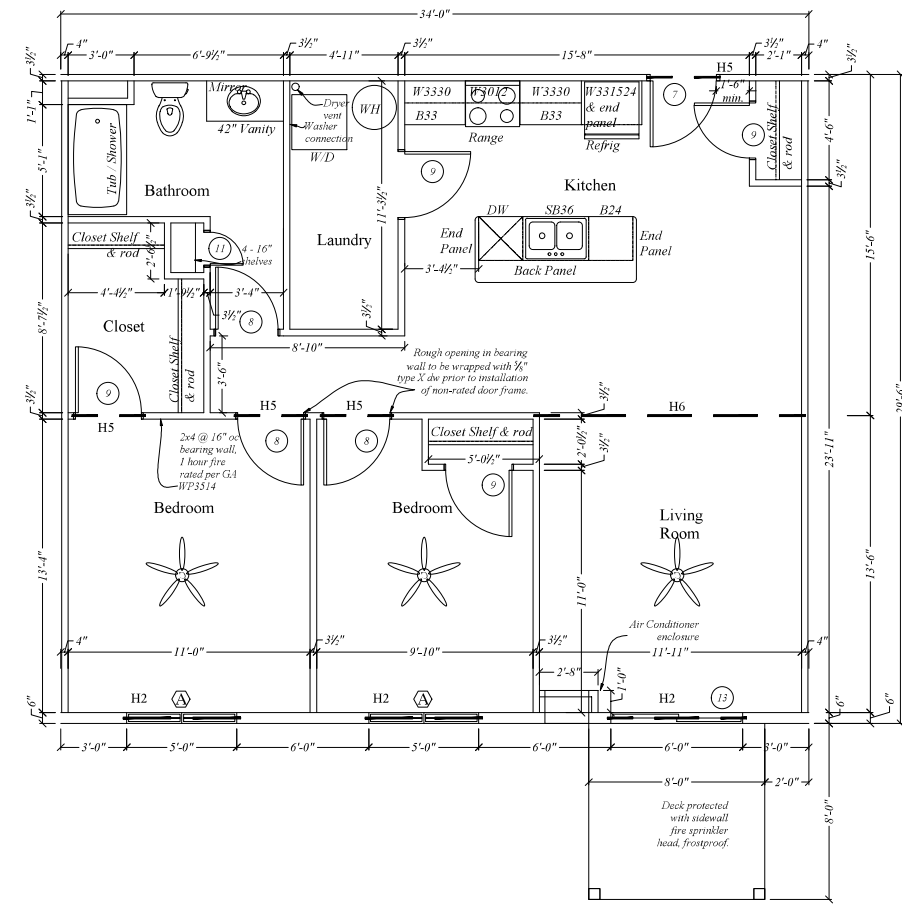 34'-0"
4"
3'-0"
6'-9½"
3½"
4'-11"
3½"
15'-8"
3½"
2'-1"
4"
3½"
3½"
H5
Mirror
W3330
W3012
W3330
W331524
& end
panel
7
1'-6"
min.
1'-1"
WH
Dryer
vent
Washer
connection
B33
B33
42" Vanity
Range
Refrig
9
Closet Shelf
& rod
4'-6"
5'-1"
Tub / Shower
W/D
9
Bathroom
Kitchen
3½"
3½"
11'-3½"
DW
SB36
B24
Closet Shelf
& rod
2'-6½"
11
4 - 16"
shelves
Laundry
End
Panel
End
Panel
15'-6"
3'-4½"
Back Panel
4'-4½"
1'-9½"
3'-4"
8'-7½"
Closet
3½"
8
3½"
8'-10"
29'-6"
Closet Shelf
& rod
3'-6"
Rough opening in bearing
wall to be wrapped with ⅝"
type X dw prior to installation
of non-rated door frame.
9
3½"
H5
H5
H5
3½"
H6
2x4 @ 16" oc
bearing wall,
1 hour fire
rated per GA
WP3514
8
8
Closet Shelf & rod
2'-0½"
3½"
23'-11"
5'-0½"
9
Bedroom
Bedroom
Living
Room
13'-4"
11'-0"
13'-6"
Air Conditioner
enclosure
4"
11'-0"
3½"
9'-10"
3½"
11'-11"
4"
2'-8"
1'-0"
6"
H2
A
H2
A
H2
13
6"
6"
3'-0"
5'-0"
6'-0"
5'-0"
6'-0"
6'-0"
3'-0"
8'-0"
2'-0"
8'-0"
Deck protected
with sidewall
fire sprinkler
head, frostproof.